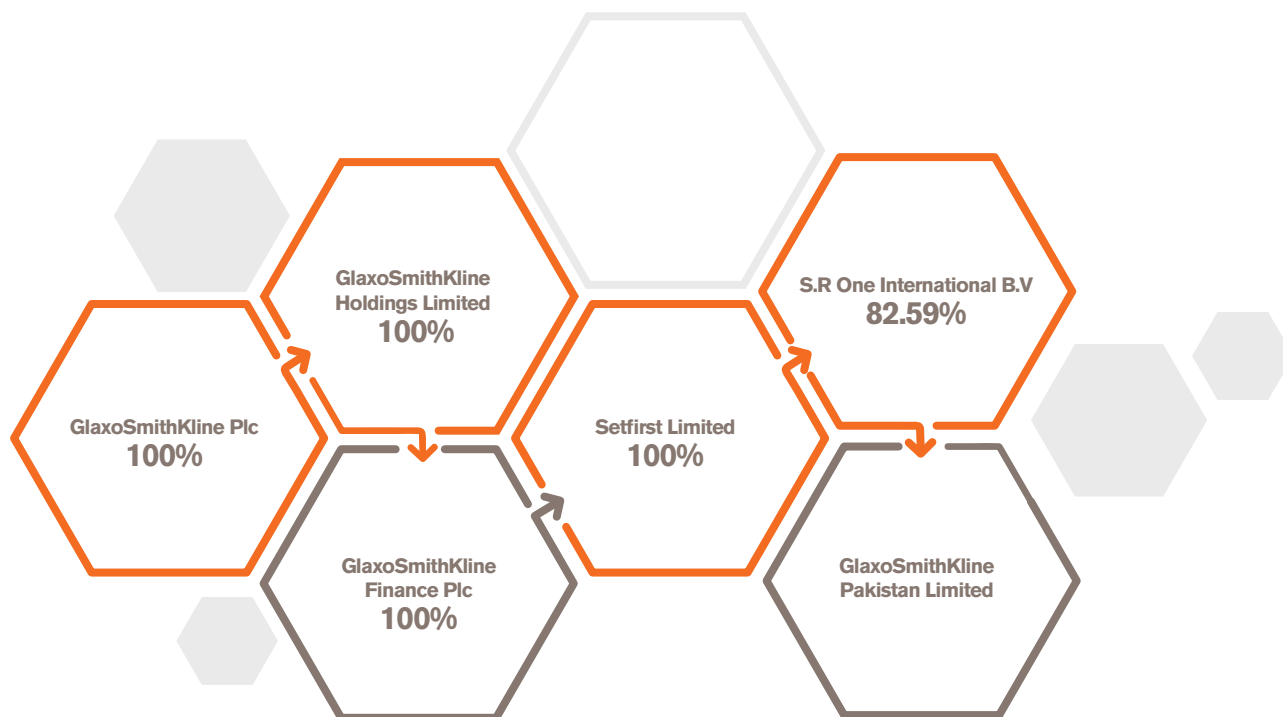 GlaxoSmithKline Plc
100%
GlaxoSmithKline
Holdings Limited
100%
GlaxoSmithKline
Finance Plc
100%
Setfirst Limited
100%
S.R One International B.V
82.59%
GlaxoSmithKline
Pakistan Limited